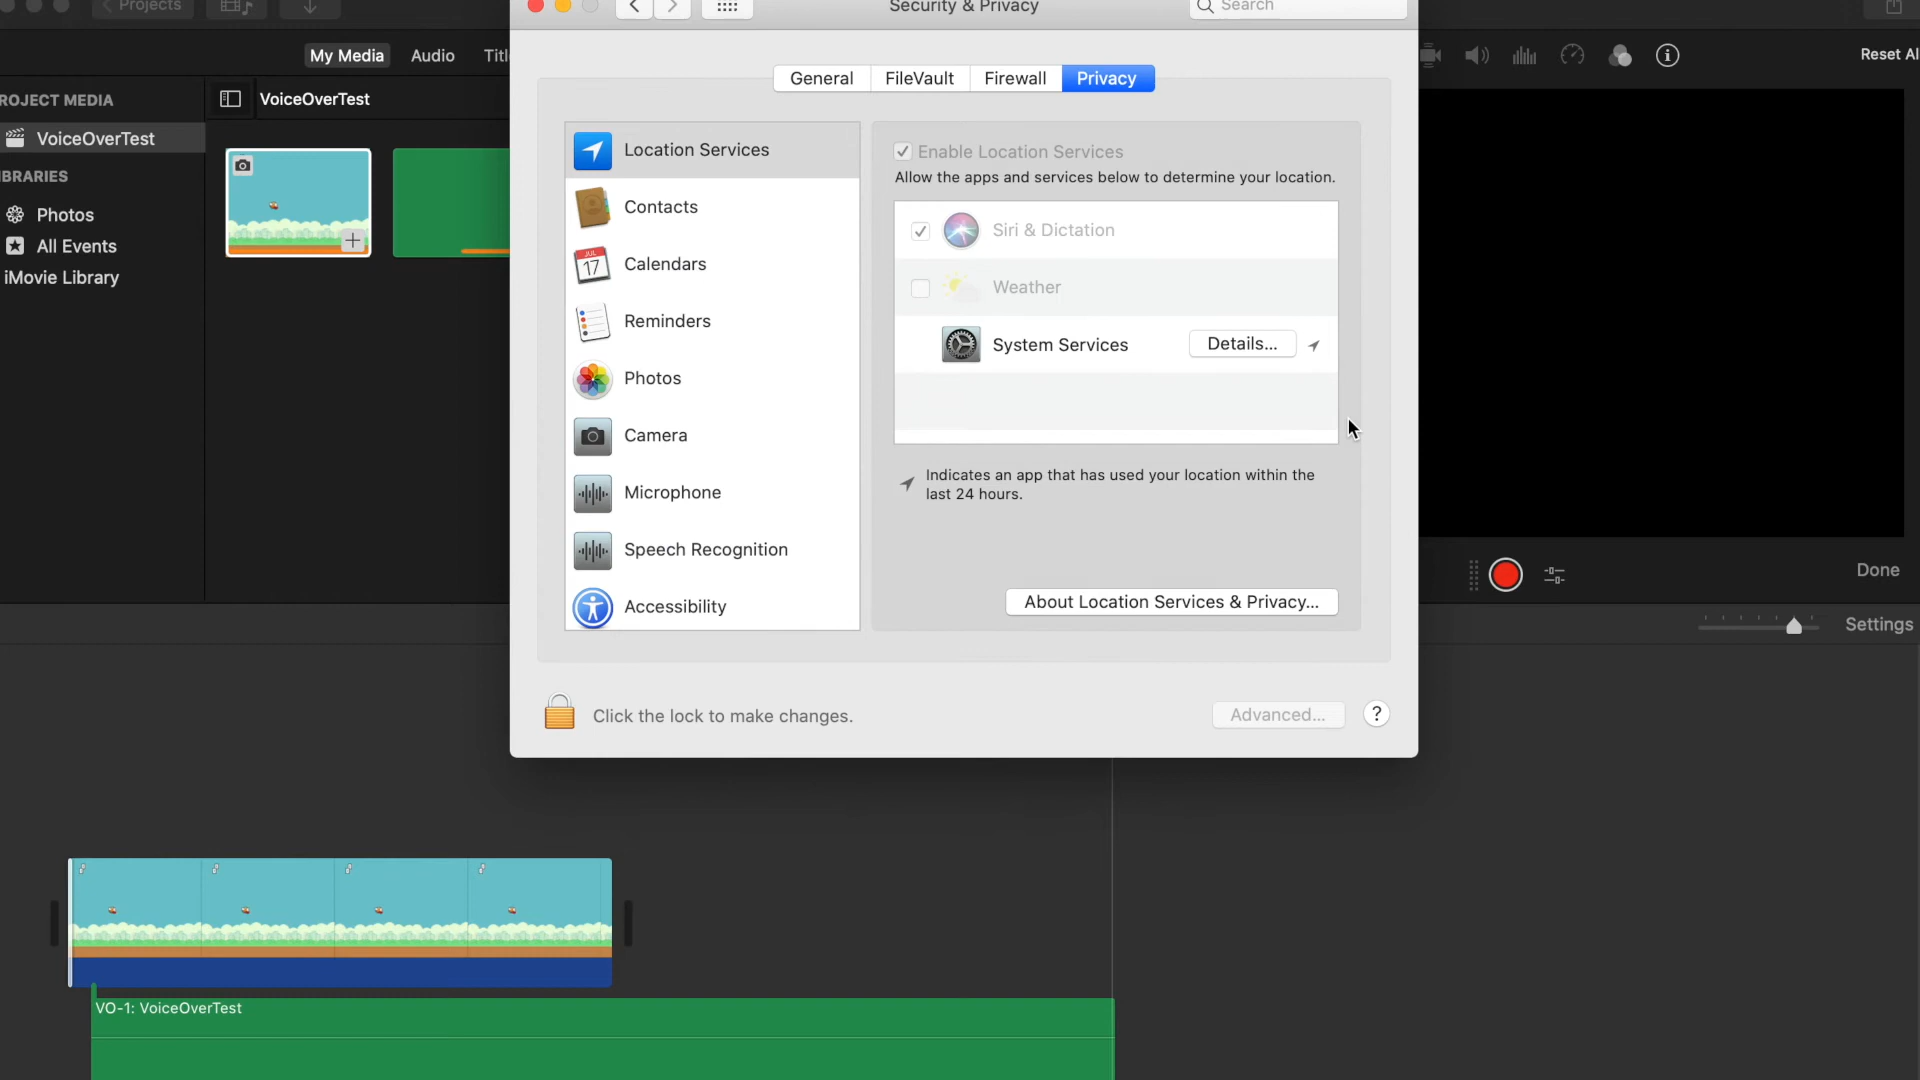 Projects
Security & Privacy
Search
My Media
Audio
Reset Al
General
FileVault
Firewall
Privacy
ROJECT MEDIA
VoiceOverTest
VoiceOverTest
BRARIES
Photos
All Events
iMovie Library
Location Services
Contacts
JUL
17
Calendars
Reminders
Photos
Camera
Microphone
Speech Recognition
Accessibility
Enable Location Services
Allow the apps and services below to determine your location.
Siri & Dictation
Weather
System Services
Details...
Indicates an app that has used your location within the
last 24 hours.
About Location Services & Privacy...
Click the lock to make changes.
Advanced...
?
Done
Settings
VO-1: VoiceOverTest